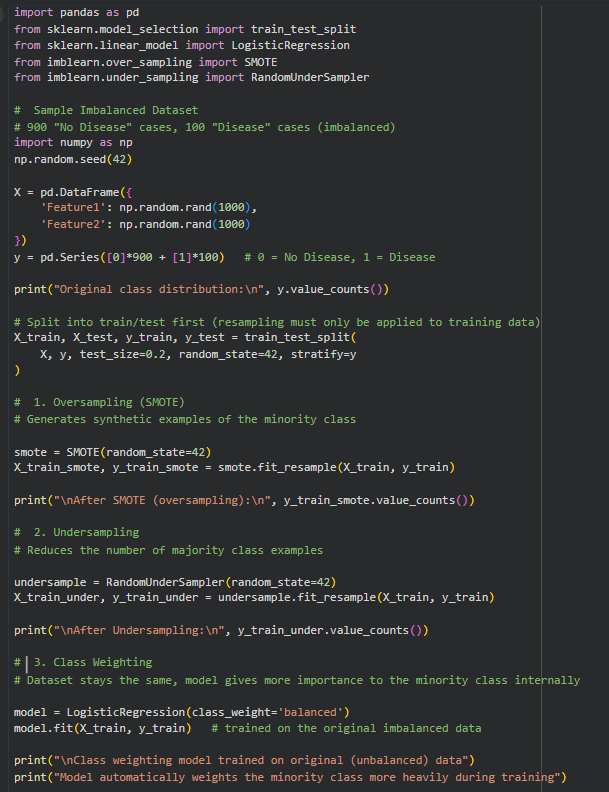 import pandas as pd
from sklearn.model_selection import train_test_split
from sklearn.linear_model import LogisticRegression
from imblearn.over_sampling import SMOTE
from imblearn.under_sampling import RandomUnderSampler
#  Sample Imbalanced Dataset
# 900 "No Disease" cases, 100 "Disease" cases (imbalanced)
import numpy as np
np.random.seed(42)
X = pd.DataFrame({
    'Feature1': np.random.rand(1000),
    'Feature2': np.random.rand(1000)
})
y = pd.Series([0]*900 + [1]*100)   # 0 = No Disease, 1 = Disease
print("Original class distribution:\n", y.value_counts())
# Split into train/test first (resampling must only be applied to training data)
X_train, X_test, y_train, y_test = train_test_split(
    X, y, test_size=0.2, random_state=42, stratify=y
)
#  1. Oversampling (SMOTE)
# Generates synthetic examples of the minority class
smote = SMOTE(random_state=42)
X_train_smote, y_train_smote = smote.fit_resample(X_train, y_train)
print("\nAfter SMOTE (oversampling):\n", y_train_smote.value_counts())
#  2. Undersampling
# Reduces the number of majority class examples
undersample = RandomUnderSampler(random_state=42)
X_train_under, y_train_under = undersample.fit_resample(X_train, y_train)
print("\nAfter Undersampling:\n", y_train_under.value_counts())
#  3. Class Weighting
# Dataset stays the same, model gives more importance to the minority class internally
model = LogisticRegression(class_weight='balanced')
model.fit(X_train, y_train)   # trained on the original imbalanced data
print("\nClass weighting model trained on original (unbalanced) data")
print("Model automatically weights the minority class more heavily during training")